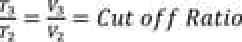 T₃/T₂ = V₃/V₂ = Cut off Ratio